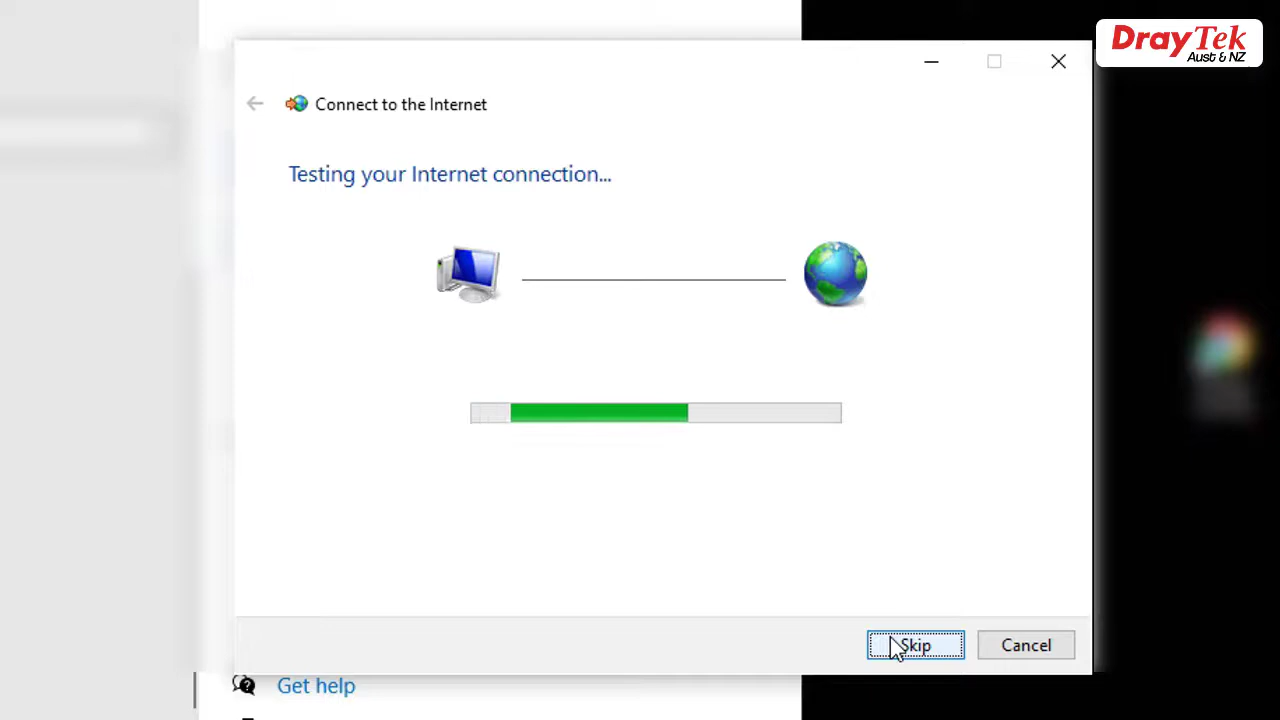 DrayTek
Aust & NZ
Connect to the Internet
Testing your Internet connection...
Skip
Cancel
Get help